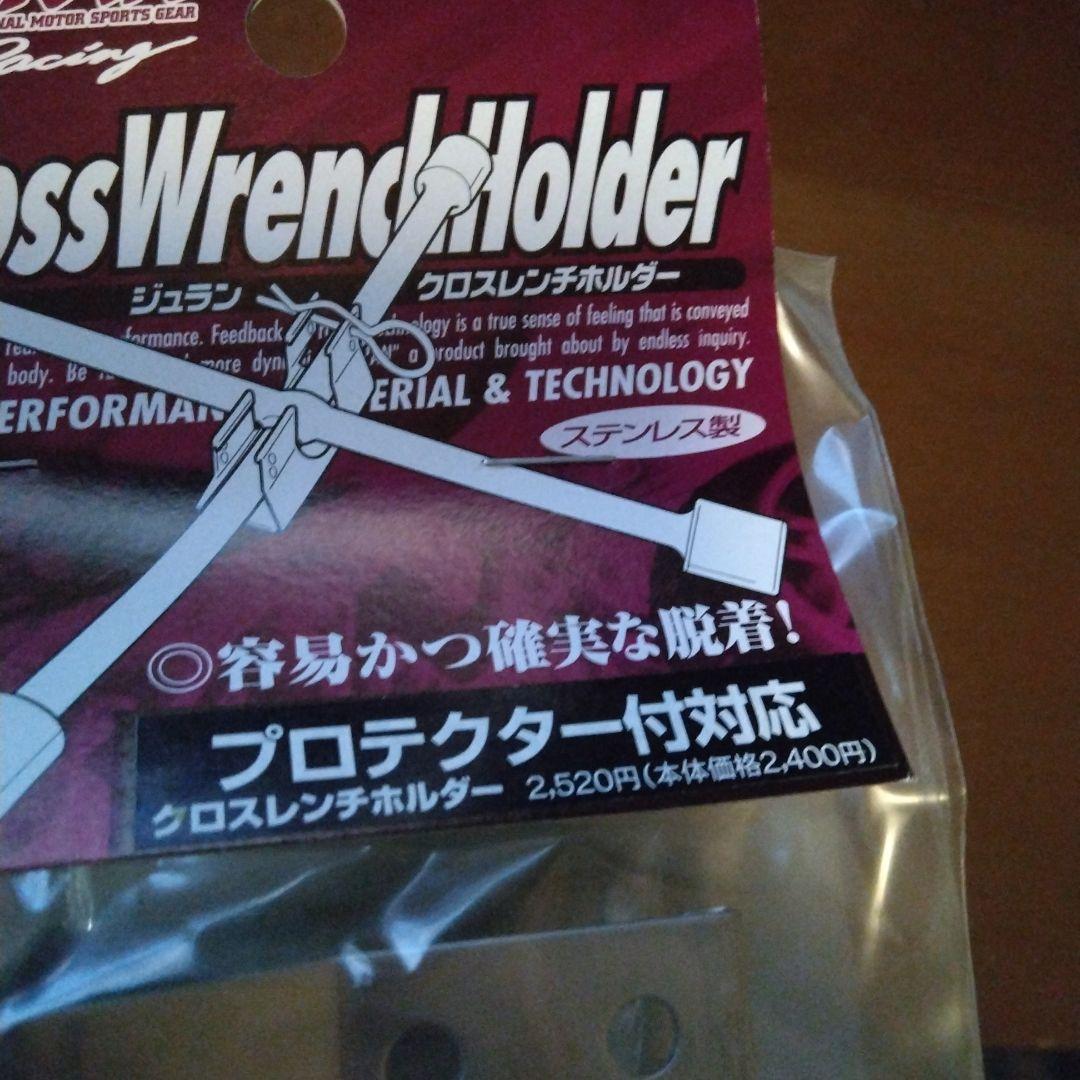 NAL MOTOR SPORTS GEAR
Racing
ossWrenchHolder
ジュラン クロスレンチホルダー
formance. Feedback technology is a true sense of feeling that is conveyed
body. Be more a product brought about by endless inquiry.
ERFORMAN ERIAL & TECHNOLOGY
ステンレス製
◎容易かつ確実な脱着!
プロテクター付対応
クロスレンチホルダー 2,520円(本体価格2,400円)